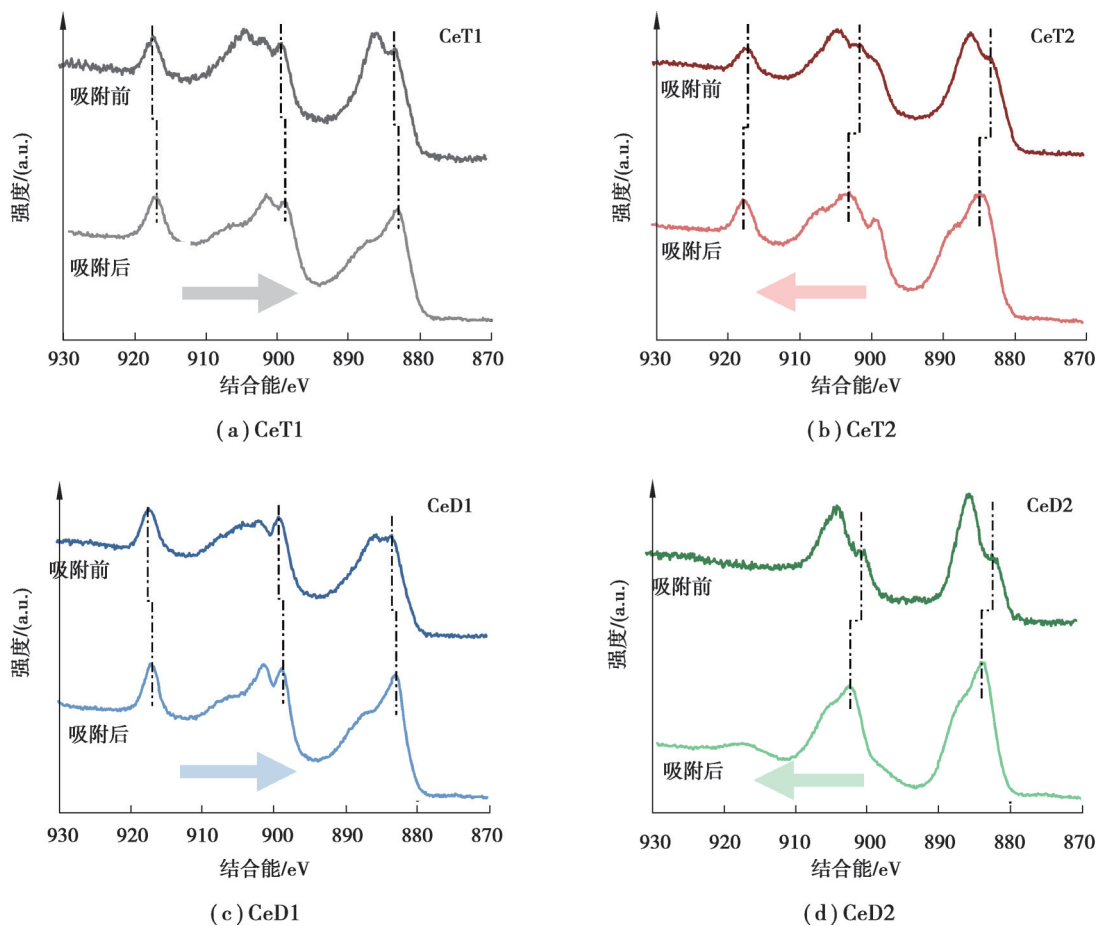 CeT1
吸附前
吸附后
强度/(a.u.)
930 920 910 900 890 880 870
结合能/eV
(a)CeT1
CeT2
吸附前
吸附后
强度/(a.u.)
930 920 910 900 890 880 870
结合能/eV
(b)CeT2
CeD1
吸附前
吸附后
强度/(a.u.)
930 920 910 900 890 880 870
结合能/eV
(c)CeD1
CeD2
吸附前
吸附后
强度/(a.u.)
930 920 910 900 890 880 870
结合能/eV
(d)CeD2